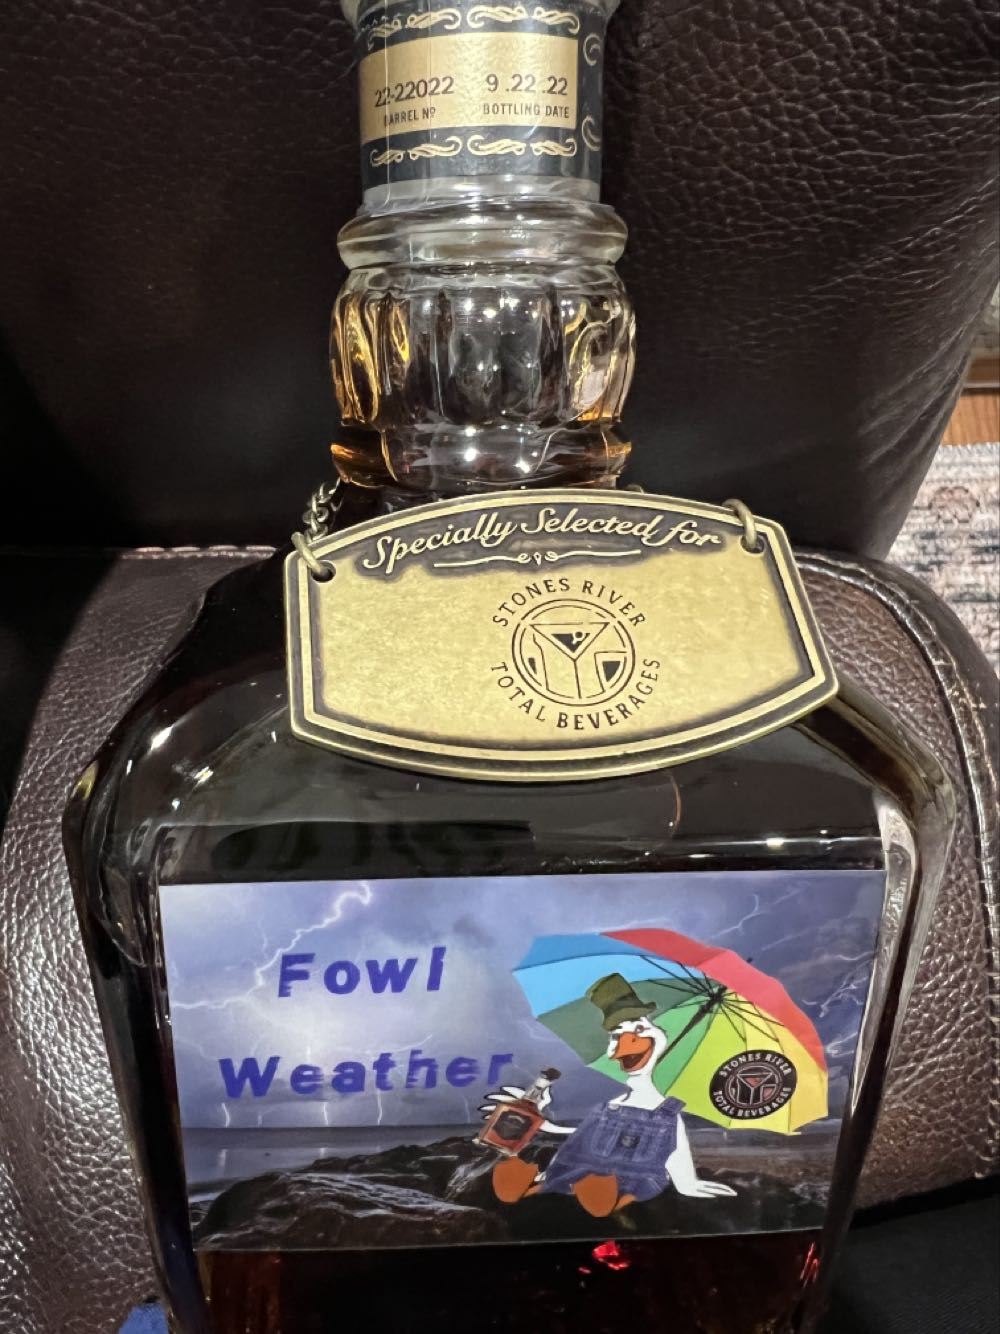 22-22022 9.22.22
BARREL Nº BOTTLING DATE
Specially Selected for
STONES RIVER
TOTAL BEVERAGES
Fowl
Weather
STONES RIVER
TOTAL BEVERAGES